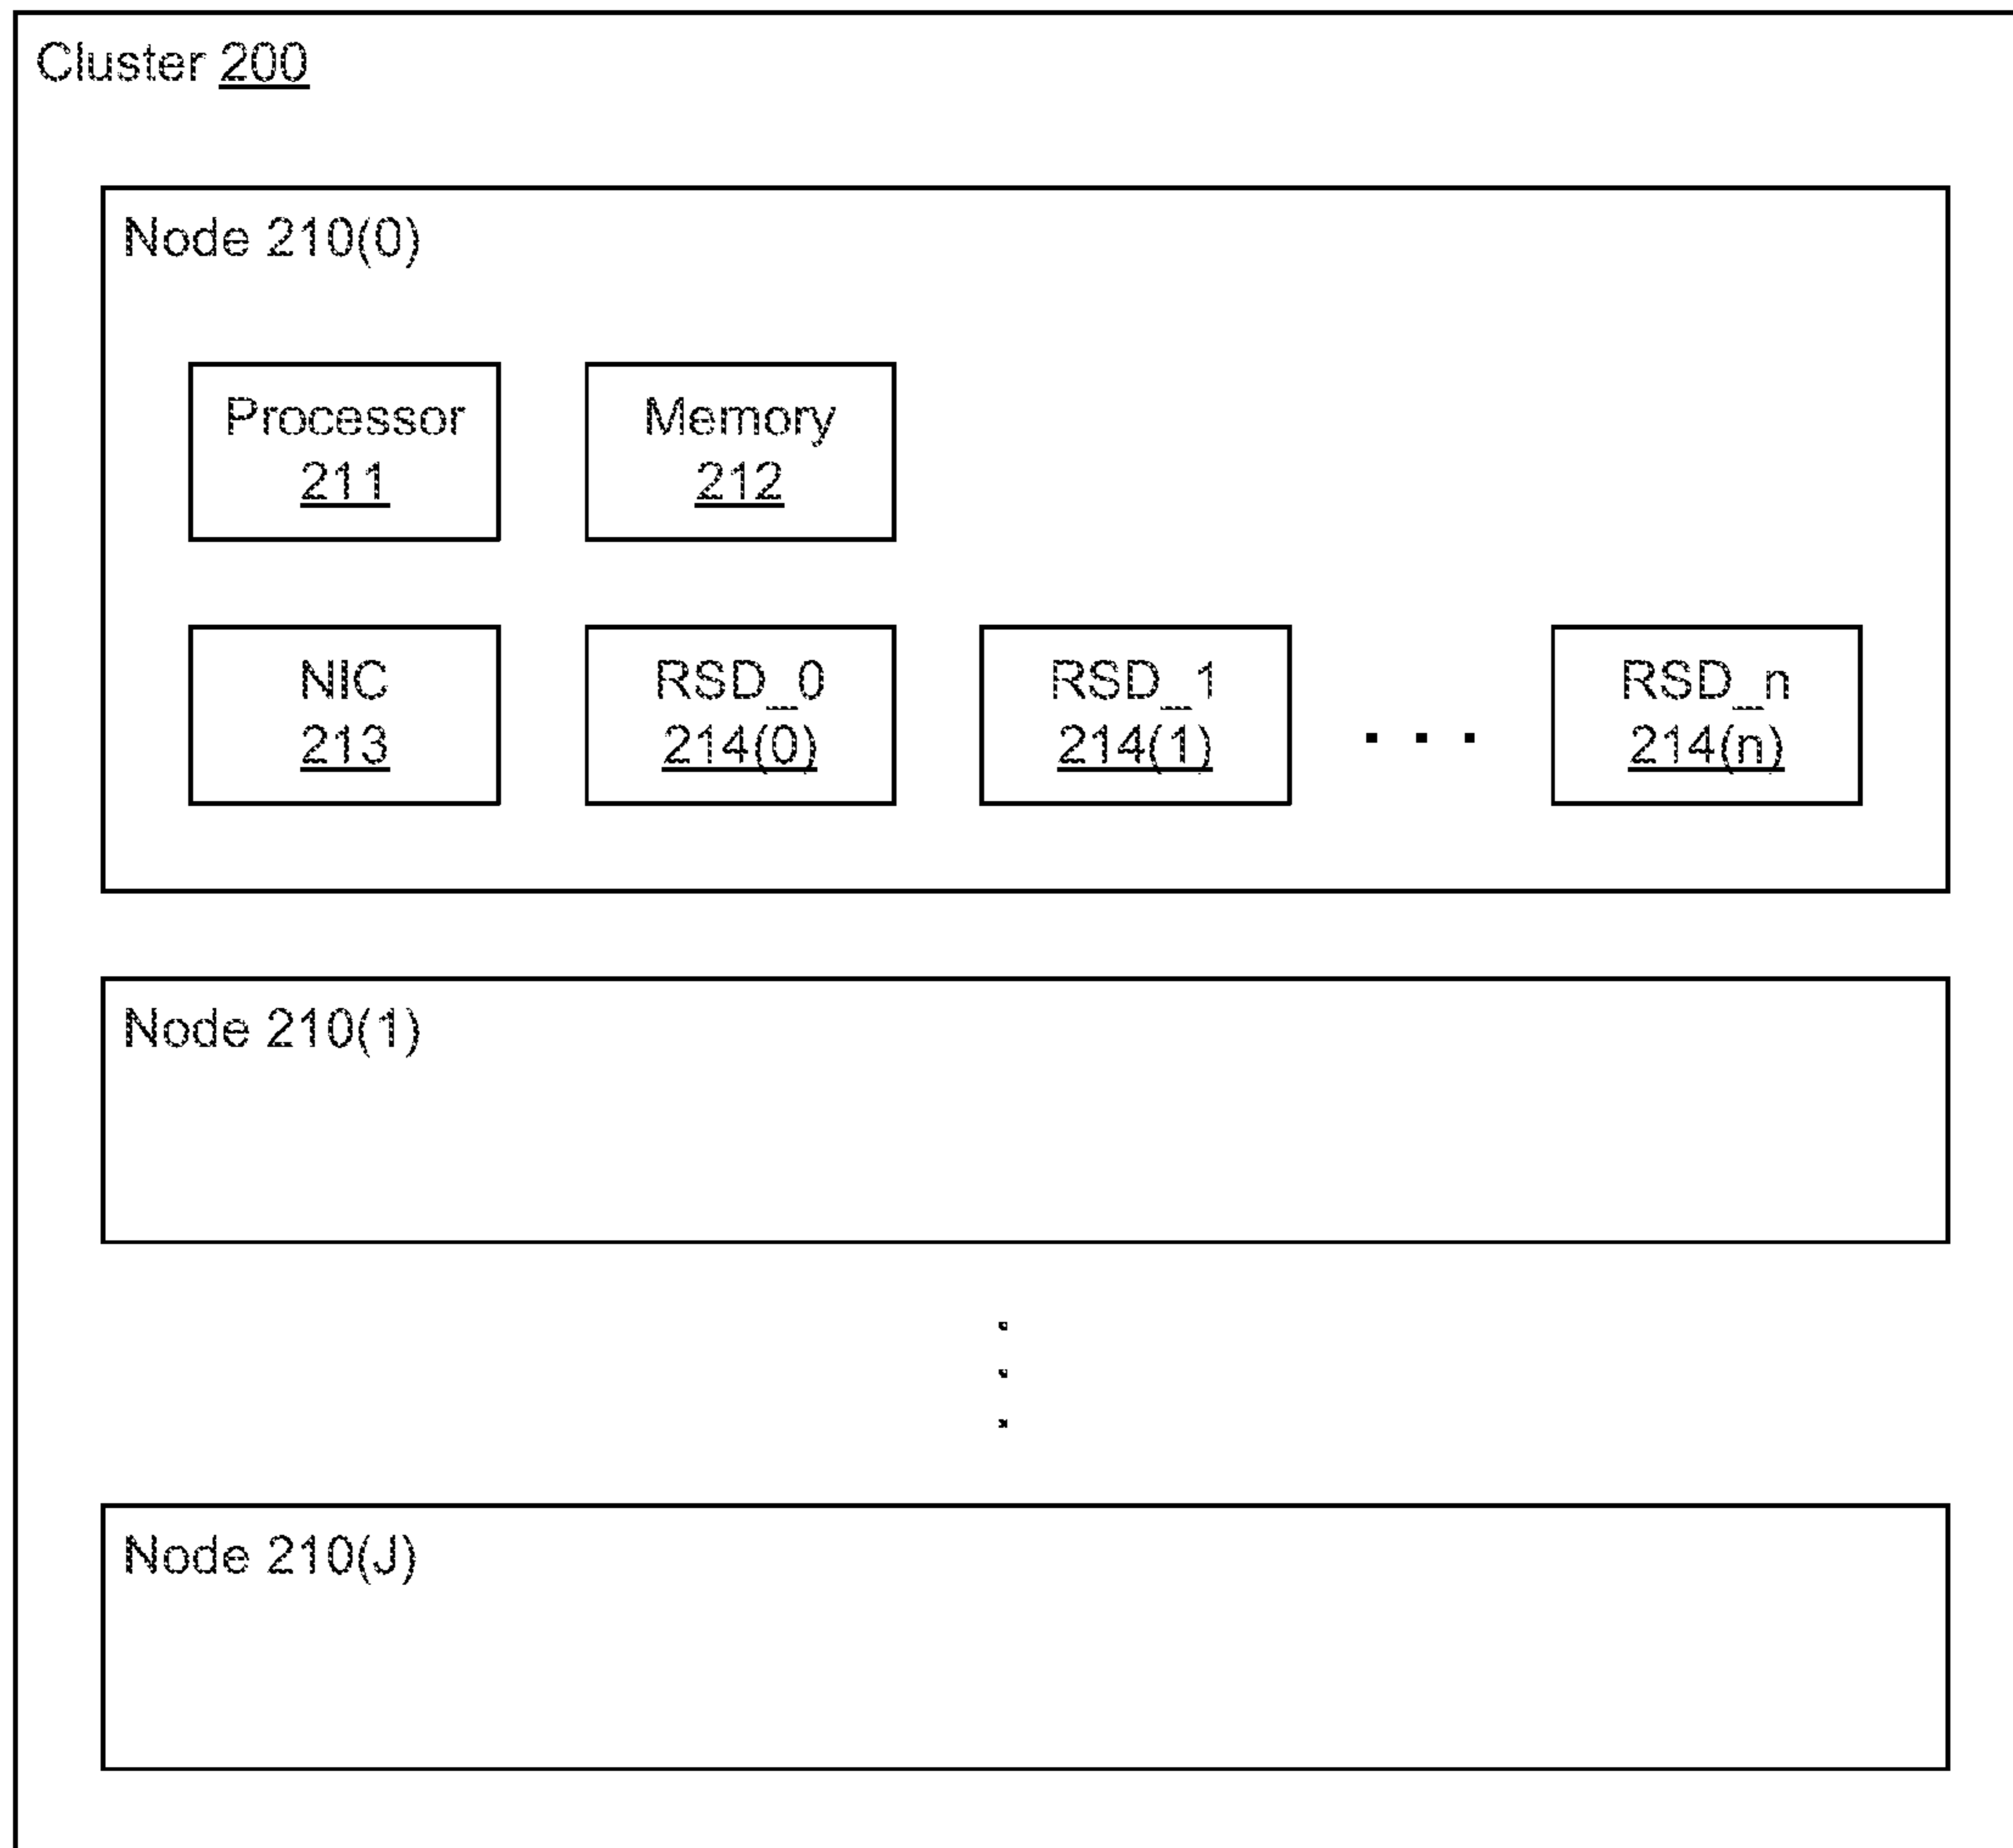 Cluster 200
Node 210(0)
Processor
211
Memory
212
NIC
213
RSD_0
214(0)
RSD_1
214(1)
. . .
RSD_n
214(n)
Node 210(1)
Node 210(J)